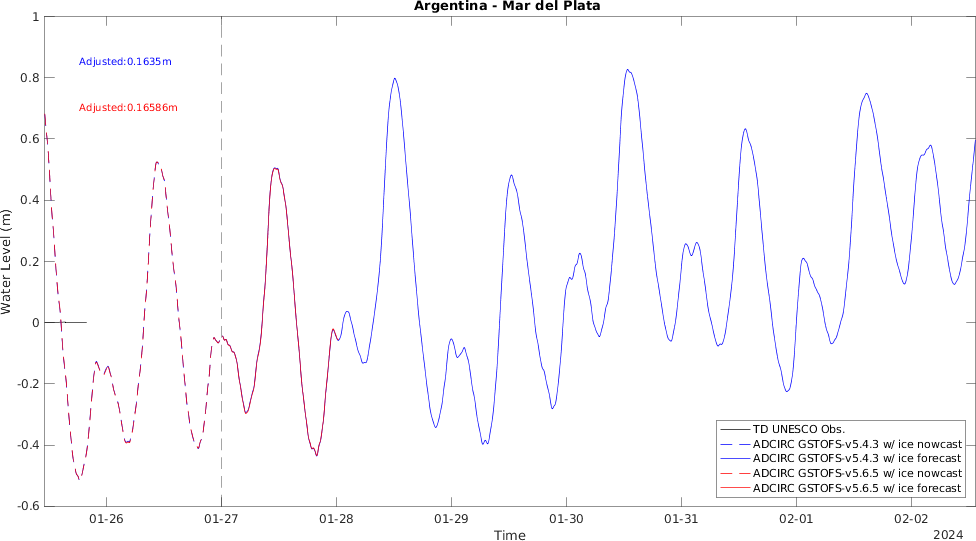 Argentina - Mar del Plata
1
0.8
0.6
0.4
0.2
0
-0.2
-0.4
-0.6
Water Level (m)
Adjusted:0.1635m
Adjusted:0.16586m
TD UNESCO Obs.
ADCIRC GSTOFS-v5.4.3 w/ ice nowcast
ADCIRC GSTOFS-v5.4.3 w/ ice forecast
ADCIRC GSTOFS-v5.6.5 w/ ice nowcast
ADCIRC GSTOFS-v5.6.5 w/ ice forecast
01-26 01-27 01-28 01-29 01-30 01-31 02-01 02-02
Time
2024